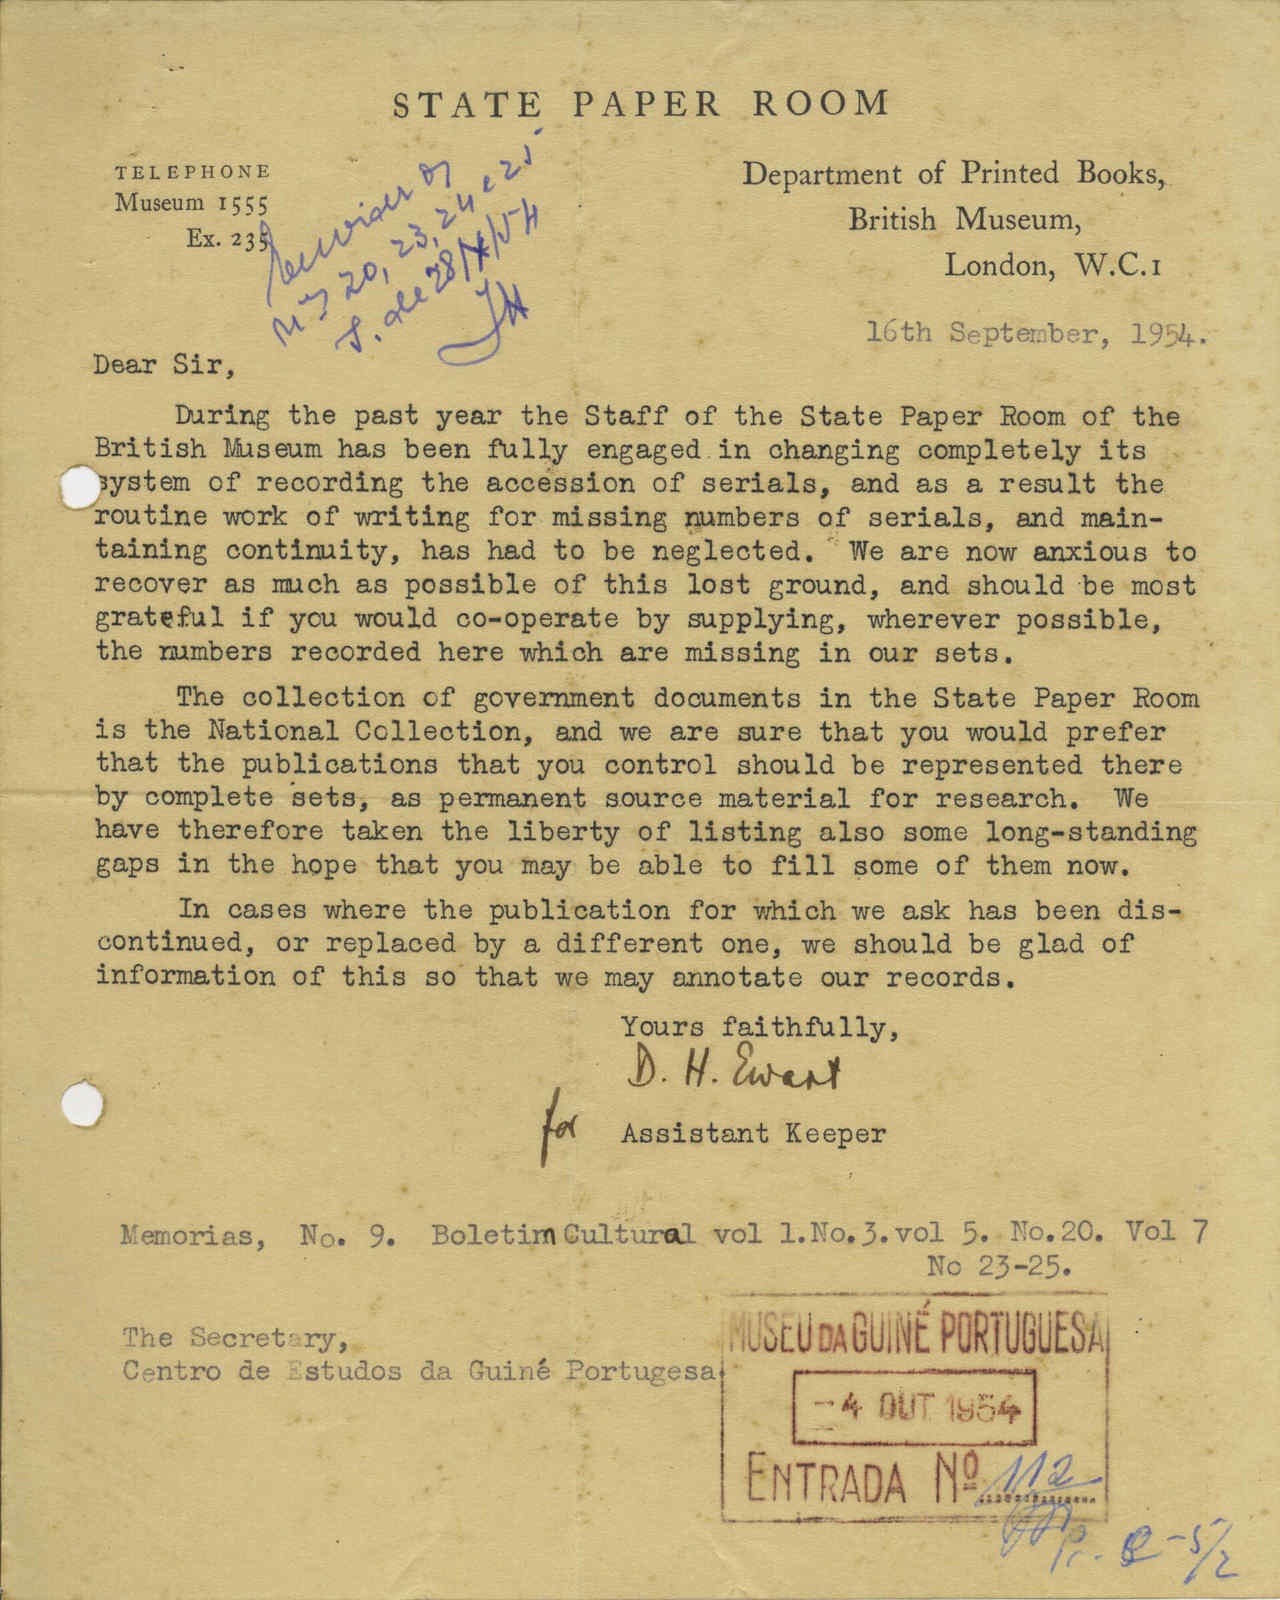 STATE PAPER ROOM
TELEPHONE
Museum 1555
Ex. 235
Department of Printed Books,
British Museum,
London, W.C.1
os
nºs 20, 23, 24 e 25
S. de 28/X/54
16th September, 1954.
Dear Sir,
During the past year the Staff of the State Paper Room of the
British Museum has been fully engaged in changing completely its
system of recording the accession of serials, and as a result the
routine work of writing for missing numbers of serials, and main-
taining continuity, has had to be neglected. We are now anxious to
recover as much as possible of this lost ground, and should be most
grateful if you would co-operate by supplying, wherever possible,
the numbers recorded here which are missing in our sets.
The collection of government documents in the State Paper Room
is the National Collection, and we are sure that you would prefer
that the publications that you control should be represented there
by complete sets, as permanent source material for research. We
have therefore taken the liberty of listing also some long-standing
gaps in the hope that you may be able to fill some of them now.
In cases where the publication for which we ask has been dis-
continued, or replaced by a different one, we should be glad of
information of this so that we may annotate our records.
Yours faithfully,
D. H. Ewart
for Assistant Keeper
Memorias, No. 9. Boletim Cultural vol 1.No.3.vol 5. No.20. Vol 7
No 23-25.
The Secretary,
Centro de Estudos da Guiné Portugesa
MUSEU DA GUINÉ PORTUGUESA
-4 OUT 1954
ENTRADA Nº 112
Pr. B-5/2